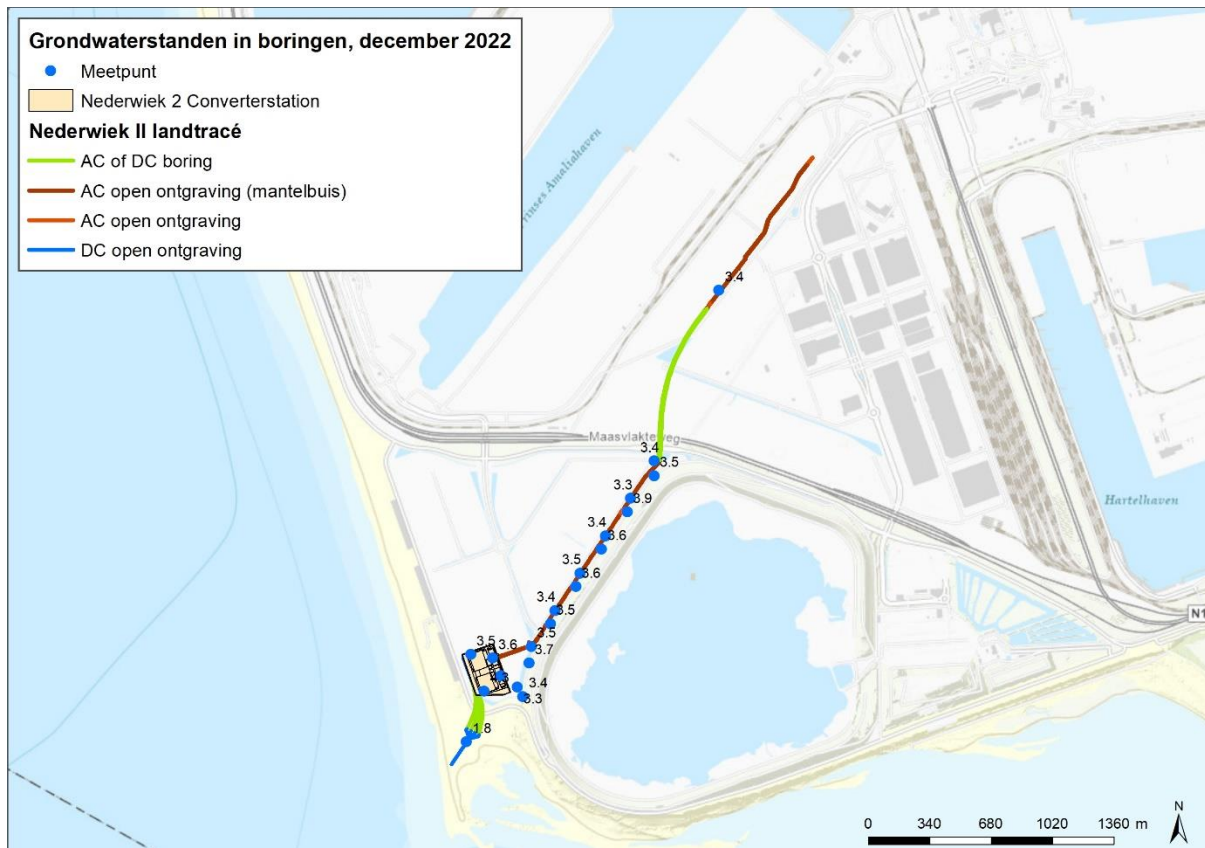 Grondwaterstanden in boringen, december 2022
Meetpunt
Nederwiek 2 Converterstation
Nederwiek II landtracé
AC of DC boring
AC open ontgraving (mantelbuis)
AC open ontgraving
DC open ontgraving
Prinses Amaliahaven
3.4
Maasvlakteweg
3.4
3.5
3.3
3.9
Hartelhaven
3.4
3.6
3.5
3.6
3.4
3.5
N1
3.5
3.5
3.6
3.7
3.4
3.3
1.8
N
0 340 680 1020 1360 m